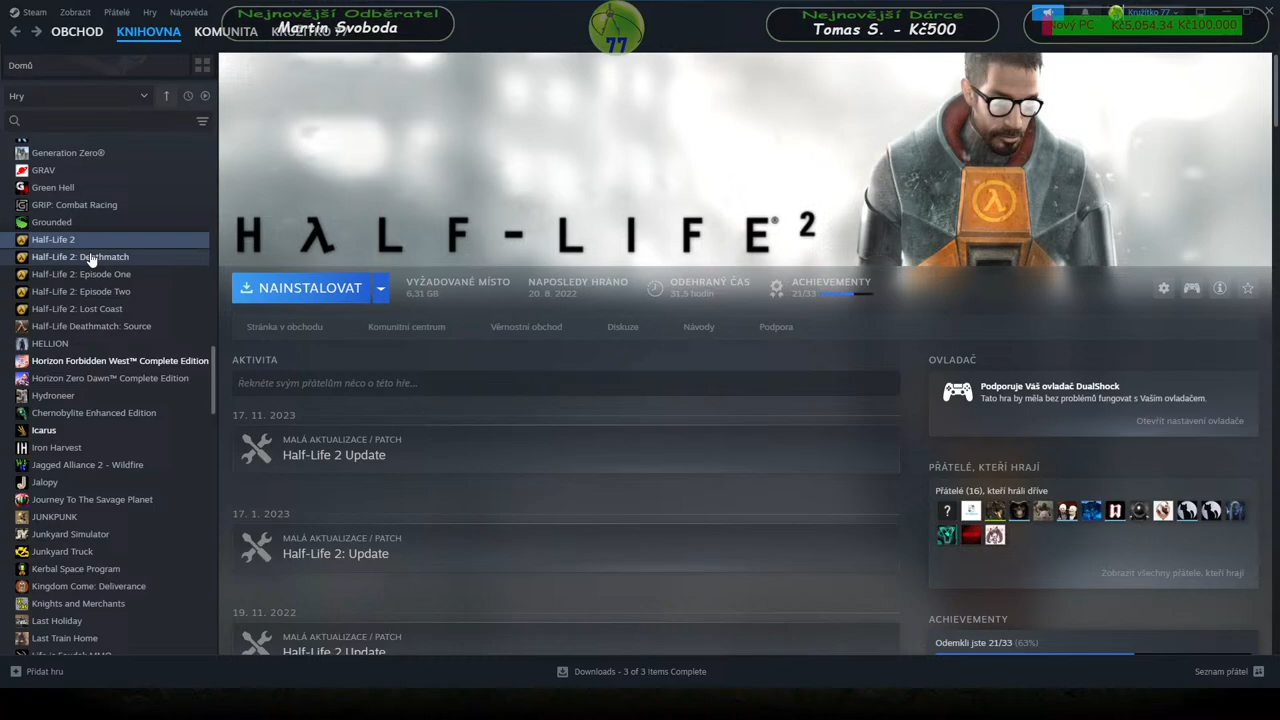 Steam Zobrazit Přátelé Hry Nápověda
Nejnovější Odběratel
Martin Svoboda
77
Nejnovější Dárce
Tomas S. - Kč500
Kružítko 77
Nový PC Kč5,054.34 Kč100,000
OBCHOD KNIHOVNA KOMUNITA KRUŽÍTKO 77
Domů
Hry
Generation Zero®
GRAV
Green Hell
GRIP: Combat Racing
Grounded
Half-Life 2
Half-Life 2: Deathmatch
Half-Life 2: Episode One
Half-Life 2: Episode Two
Half-Life 2: Lost Coast
Half-Life Deathmatch: Source
HELLION
Horizon Forbidden West™ Complete Edition
Horizon Zero Dawn™ Complete Edition
Hydroneer
Chernobylite Enhanced Edition
Icarus
Iron Harvest
Jagged Alliance 2 - Wildfire
Jalopy
Journey To The Savage Planet
JUNKPUNK
Junkyard Simulator
Junkyard Truck
Kerbal Space Program
Kingdom Come: Deliverance
Knights and Merchants
Last Holiday
Last Train Home
Přidat hru
HλLF-LIFE®2
NAINSTALOVAT
VYŽADOVANÉ MÍSTO
6,31 GB
NAPOSLEDY HRÁNO
20. 8. 2022
ODEHRANÝ ČAS
31,5 hodin
ACHIEVEMENTY
21/33
Stránka v obchodu Komunitní centrum Věrnostní obchod Diskuze Návody Podpora
AKTIVITA
Řekněte svým přátelům něco o této hře...
17. 11. 2023
MALÁ AKTUALIZACE / PATCH
Half-Life 2 Update
17. 1. 2023
MALÁ AKTUALIZACE / PATCH
Half-Life 2: Update
19. 11. 2022
MALÁ AKTUALIZACE / PATCH
Half-Life 2 Update
OVLADAČ
Podporuje Váš ovladač DualShock
Tato hra by měla bez problémů fungovat s Vaším ovladačem.
Otevřít nastavení ovladače
PŘÁTELÉ, KTEŘÍ HRAJÍ
Přátelé (16), kteří hráli dříve
Zobrazit všechny přátele, kteří hrají
ACHIEVEMENTY
Odemkli jste 21/33 (63%)
Downloads - 3 of 3 Items Complete
Seznam přátel